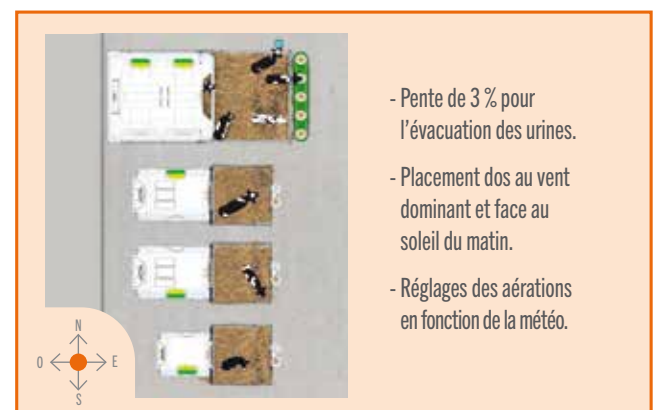 - Pente de 3 % pour
l'évacuation des urines.
- Placement dos au vent
dominant et face au
soleil du matin.
- Réglages des aérations
en fonction de la météo.
N
O
E
S